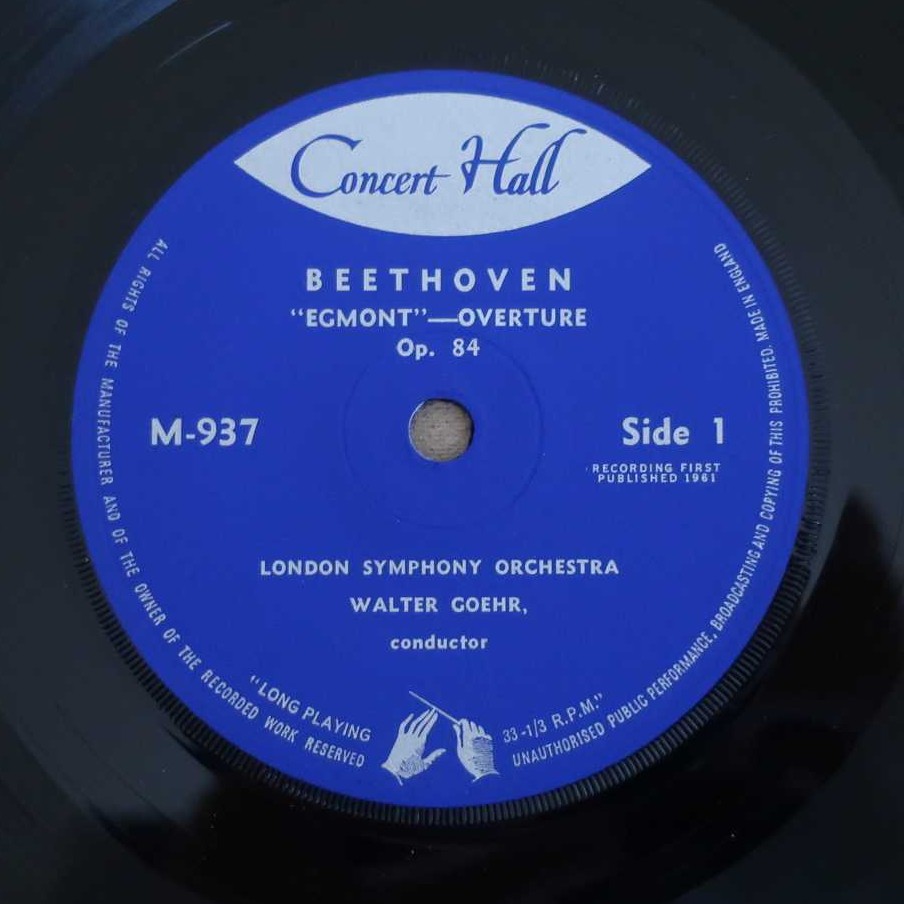 Concert Hall
BEETHOVEN
“EGMONT”—OVERTURE
Op. 84
M-937
Side 1
RECORDING FIRST
PUBLISHED 1961
LONDON SYMPHONY ORCHESTRA
WALTER GOEHR,
conductor
“LONG PLAYING
33-1/3 R.P.M.”
ALL RIGHTS OF THE MANUFACTURER AND OF THE OWNER OF THE RECORDED WORK RESERVED
UNAUTHORISED PUBLIC PERFORMANCE, BROADCASTING AND COPYING OF THIS PROHIBITED. MADE IN ENGLAND